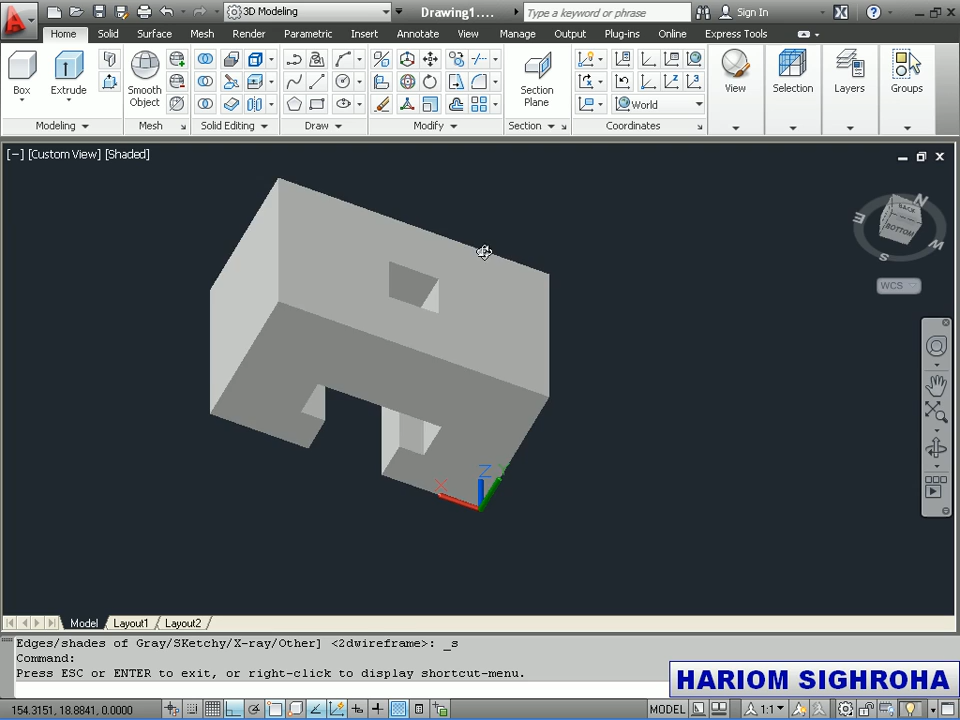 3D Modeling
Drawing1....
Type a keyword or phrase
Sign In
Home
Solid
Surface
Mesh
Render
Parametric
Insert
Annotate
View
Manage
Output
Plug-ins
Online
Express Tools
Box
Extrude
Smooth
Object
Section
Plane
World
View
Selection
Layers
Groups
Modeling
Mesh
Solid Editing
Draw
Modify
Section
Coordinates
[−] [Custom View] [Shaded]
N
BACK
E
BOTTOM
W
S
WCS
X
Z
Y
Model
Layout1
Layout2
Edges/shades of Gray/SKetchy/X-ray/Other] <2dwireframe>: _s
Command:
Press ESC or ENTER to exit, or right-click to display shortcut-menu.
HARIOM SIGHROHA
154.3151, 18.8841, 0.0000
MODEL
1:1